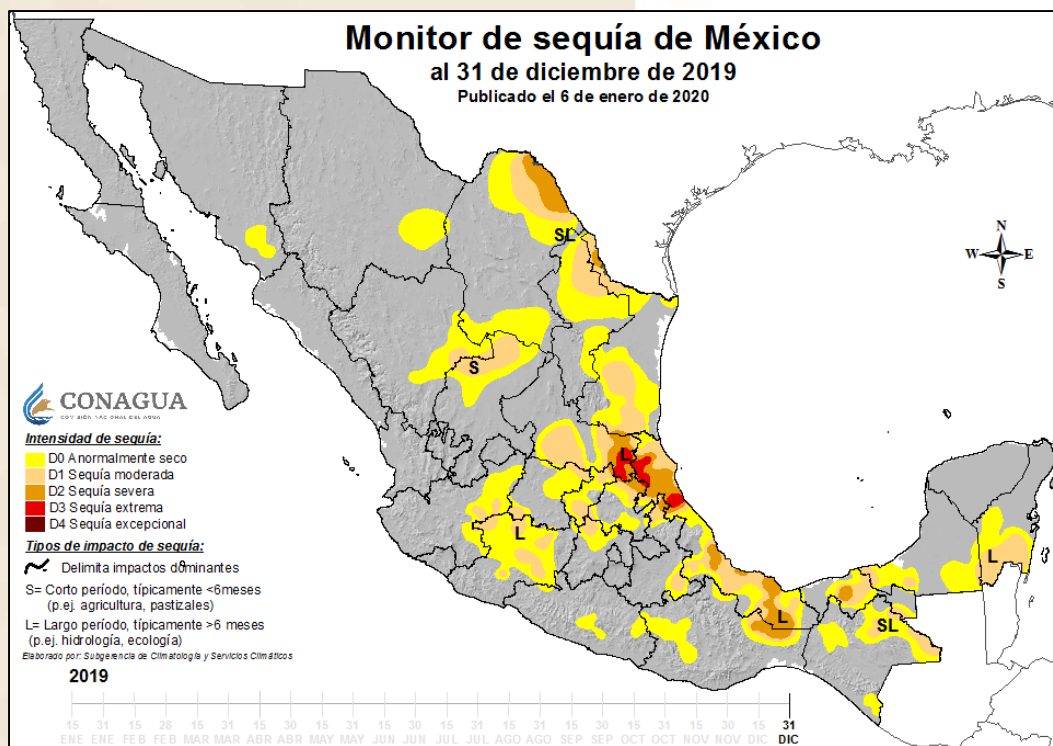 Monitor de sequía de México
al 31 de diciembre de 2019
Publicado el 6 de enero de 2020
N
W E
S
SL
S
L
L
L
L
SL
CONAGUA
COMISIÓN NACIONAL DEL AGUA
Intensidad de sequía:
D0 Anormalmente seco
D1 Sequía moderada
D2 Sequía severa
D3 Sequía extrema
D4 Sequía excepcional
Tipos de impacto de sequía:
Delimita impactos dominantes
S= Corto período, típicamente <6meses
(p.ej. agricultura, pastizales)
L= Largo período, típicamente >6 meses
(p.ej. hidrología, ecología)
Elaborado por: Subgerencia de Climatología y Servicios Climáticos
2019
15 31 15 28 15 31 15 30 15 31 15 30 15 31 15 31 15 30 15 31 15 30 15 31
ENE ENE FEB FEB MAR MAR ABR ABR MAY MAY JUN JUN JUL JUL AGO AGO SEP SEP OCT OCT NOV NOV DIC DIC